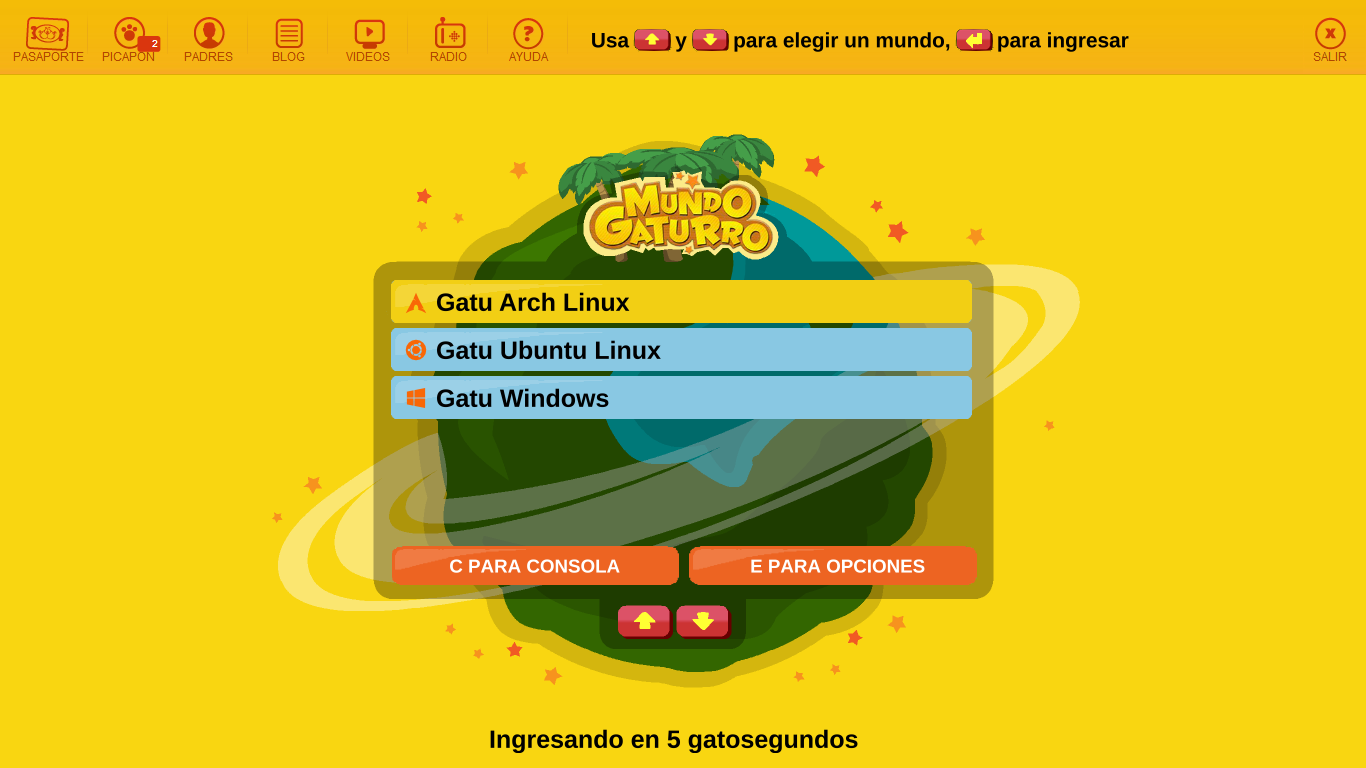 PASAPORTE
PICAPON
2
PADRES
BLOG
VIDEOS
RADIO
AYUDA
Usa y para elegir un mundo, para ingresar
X
SALIR
MUNDO
GATURRO
Gatu Arch Linux
Gatu Ubuntu Linux
Gatu Windows
C PARA CONSOLA
E PARA OPCIONES
Ingresando en 5 gatosegundos